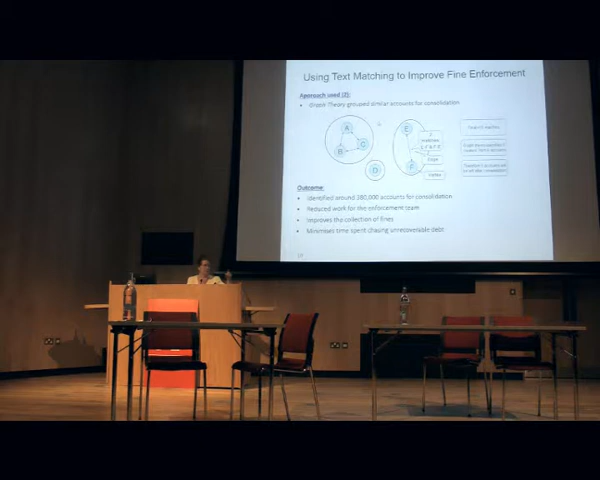 Using Text Matching to Improve Fine Enforcement
Approach used (2):
• Graph Theory grouped similar accounts for consolidation
A
B
C
D
E
F
Edge
Vertex
Outcome:
• Identified around 280,000 accounts for consolidation
• Reduced work for the enforcement team
• Improves the collection of fines
• Minimises time spent chasing unrecoverable debt